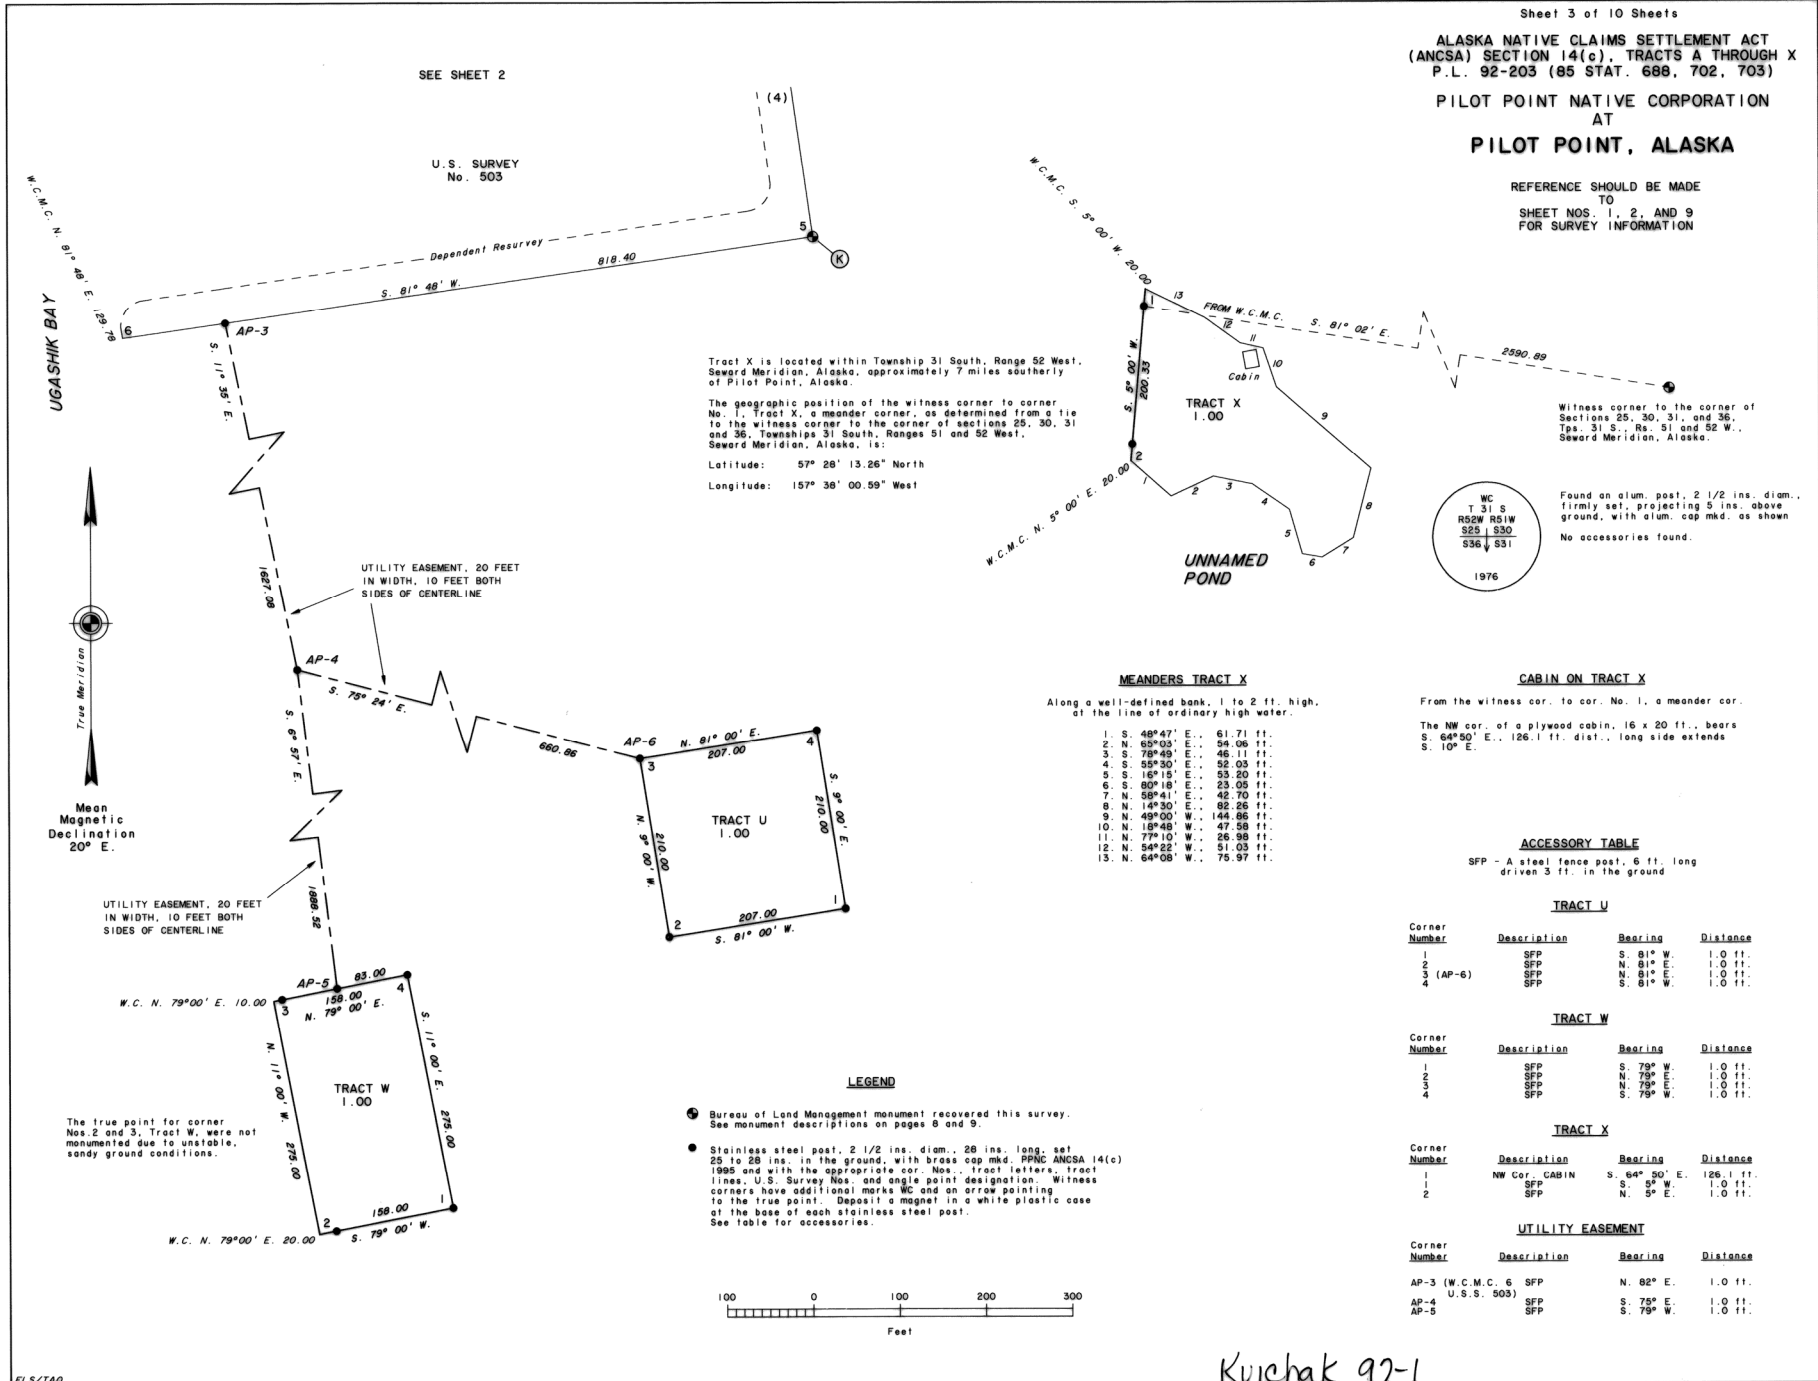 Sheet 3 of 10 Sheets
ALASKA NATIVE CLAIMS SETTLEMENT ACT
(ANCSA) SECTION 14(c), TRACTS A THROUGH X
P.L. 92-203 (85 STAT. 688, 702, 703)
PILOT POINT NATIVE CORPORATION
AT
PILOT POINT, ALASKA
REFERENCE SHOULD BE MADE
TO
SHEET NOS. 1, 2, AND 9
FOR SURVEY INFORMATION
SEE SHEET 2
(4)
U.S. SURVEY
No. 503
W.C.M.C. N. 81° 48' E. 129.78
Dependent Resurvey
5
K
818.40
S. 81° 48' W.
6
AP-3
UGASHIK BAY
S. 11° 35' E.
1627.08
UTILITY EASEMENT, 20 FEET
IN WIDTH, 10 FEET BOTH
SIDES OF CENTERLINE
True Meridian
Mean
Magnetic
Declination
20° E.
AP-4
S. 75° 24' E.
660.86
S. 6° 57' E.
1888.52
UTILITY EASEMENT, 20 FEET
IN WIDTH, 10 FEET BOTH
SIDES OF CENTERLINE
AP-6
N. 81° 00' E.
207.00
3
4
TRACT U
1.00
N. 9° 00' W.
210.00
S. 9° 00' E.
210.00
2
1
207.00
S. 81° 00' W.
AP-5
83.00
W.C. N. 79°00' E. 10.00
3
158.00
N. 79° 00' E.
4
N. 11° 00' W.
275.00
TRACT W
1.00
S. 11° 00' E.
275.00
The true point for corner
Nos.2 and 3, Tract W, were not
monumented due to unstable,
sandy ground conditions.
2
158.00
1
W.C. N. 79°00' E. 20.00
S. 79° 00' W.
Tract X is located within Township 31 South, Range 52 West,
Seward Meridian, Alaska, approximately 7 miles southerly
of Pilot Point, Alaska.
The geographic position of the witness corner to corner
No. 1, Tract X, a meander corner, as determined from a tie
to the witness corner to the corner of sections 25, 30, 31
and 36, Townships 31 South, Ranges 51 and 52 West,
Seward Meridian, Alaska, is:
Latitude: 57° 28' 13.26" North
Longitude: 157° 38' 00.59" West
W.C.M.C. S. 5° 00' W. 20.00
1
13
FROM W.C.M.C. S. 81° 02' E.
2590.89
12
11
10
Cabin
S. 5° 00' W.
200.33
TRACT X
1.00
9
2
W.C.M.C. N. 5° 00' E. 20.00
1
2
3
4
5
6
7
8
UNNAMED
POND
Witness corner to the corner of
Sections 25, 30, 31, and 36,
Tps. 31 S., Rs. 51 and 52 W.,
Seward Meridian, Alaska.
WC
T 31 S
R52W R51W
S25 S30
S36 S31
1976
Found an alum. post, 2 1/2 ins. diam.,
firmly set, projecting 5 ins. above
ground, with alum. cap mkd. as shown
No accessories found.
MEANDERS TRACT X
Along a well-defined bank, 1 to 2 ft. high,
at the line of ordinary high water.
1. S. 48°47' E., 61.71 ft.
2. N. 65°03' E., 54.06 ft.
3. S. 78°49' E., 46.11 ft.
4. S. 55°30' E., 52.03 ft.
5. S. 16°15' E., 53.20 ft.
6. S. 80°18' E., 23.05 ft.
7. N. 58°41' E., 42.70 ft.
8. N. 14°30' E., 82.26 ft.
9. N. 49°00' W., 144.86 ft.
10. N. 18°48' W., 47.58 ft.
11. N. 77°10' W., 26.98 ft.
12. N. 54°22' W., 51.03 ft.
13. N. 64°08' W., 75.97 ft.
CABIN ON TRACT X
From the witness cor. to cor. No. 1, a meander cor.
The NW cor. of a plywood cabin, 16 x 20 ft., bears
S. 64°50' E., 126.1 ft. dist., long side extends
S. 10° E.
ACCESSORY TABLE
SFP - A steel fence post, 6 ft. long
driven 3 ft. in the ground
TRACT U
Corner
Number Description Bearing Distance
1 SFP S. 81° W. 1.0 ft.
2 SFP N. 81° E. 1.0 ft.
3 (AP-6) SFP N. 81° E. 1.0 ft.
4 SFP S. 81° W. 1.0 ft.
TRACT W
Corner
Number Description Bearing Distance
1 SFP S. 79° W. 1.0 ft.
2 SFP N. 79° E. 1.0 ft.
3 SFP N. 79° E. 1.0 ft.
4 SFP S. 79° W. 1.0 ft.
TRACT X
Corner
Number Description Bearing Distance
1 NW Cor. CABIN S. 64° 50' E. 126.1 ft.
1 SFP S. 5° W. 1.0 ft.
2 SFP N. 5° E. 1.0 ft.
UTILITY EASEMENT
Corner
Number Description Bearing Distance
AP-3 (W.C.M.C. 6 SFP N. 82° E. 1.0 ft.
U.S.S. 503)
AP-4 SFP S. 75° E. 1.0 ft.
AP-5 SFP S. 79° W. 1.0 ft.
LEGEND
Bureau of Land Management monument recovered this survey.
See monument descriptions on pages 8 and 9.
Stainless steel post, 2 1/2 ins. diam., 28 ins. long, set
25 to 28 ins. in the ground, with brass cap mkd. PPNC ANCSA 14(c)
1995 and with the appropriate cor. Nos., tract letters, tract
lines, U.S. Survey Nos. and angle point designation. Witness
corners have additional marks WC and an arrow pointing
to the true point. Deposit a magnet in a white plastic case
at the base of each stainless steel post.
See table for accessories.
100 0 100 200 300
Feet
Kvichak 92-1